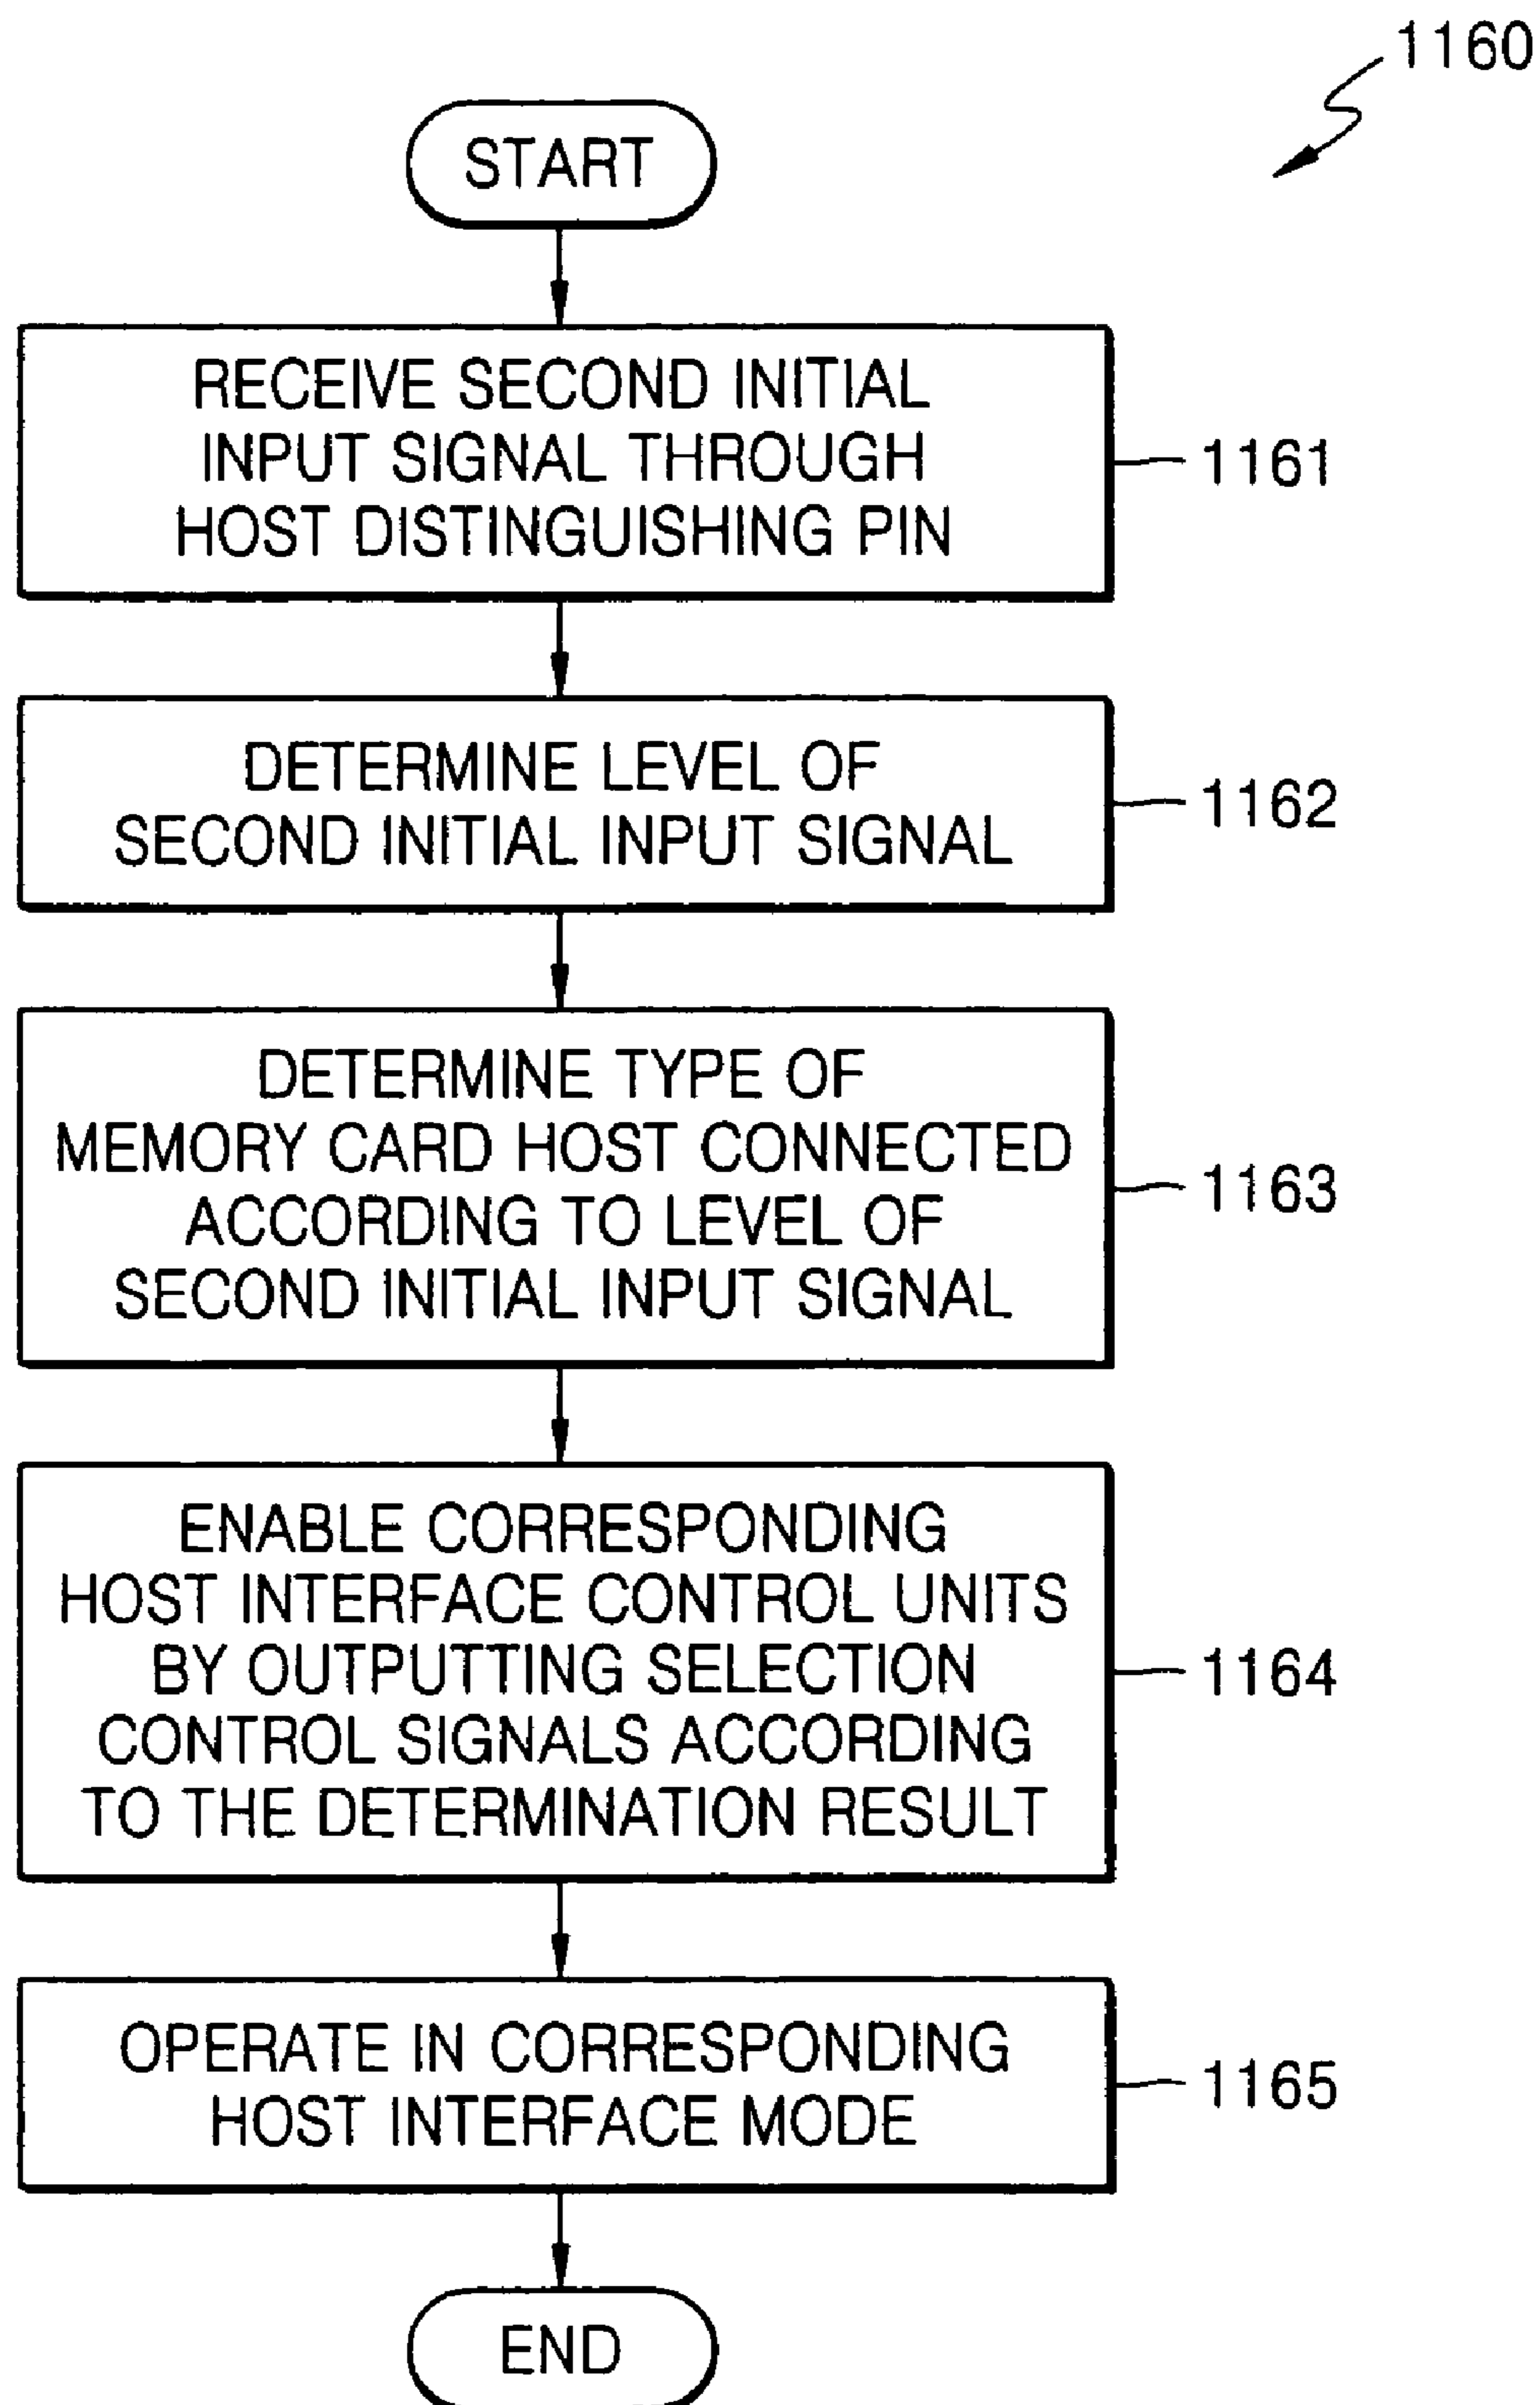 1160
START
RECEIVE SECOND INITIAL
INPUT SIGNAL THROUGH
HOST DISTINGUISHING PIN
1161
DETERMINE LEVEL OF
SECOND INITIAL INPUT SIGNAL
1162
DETERMINE TYPE OF
MEMORY CARD HOST CONNECTED
ACCORDING TO LEVEL OF
SECOND INITIAL INPUT SIGNAL
1163
ENABLE CORRESPONDING
HOST INTERFACE CONTROL UNITS
BY OUTPUTTING SELECTION
CONTROL SIGNALS ACCORDING
TO THE DETERMINATION RESULT
1164
OPERATE IN CORRESPONDING
HOST INTERFACE MODE
1165
END